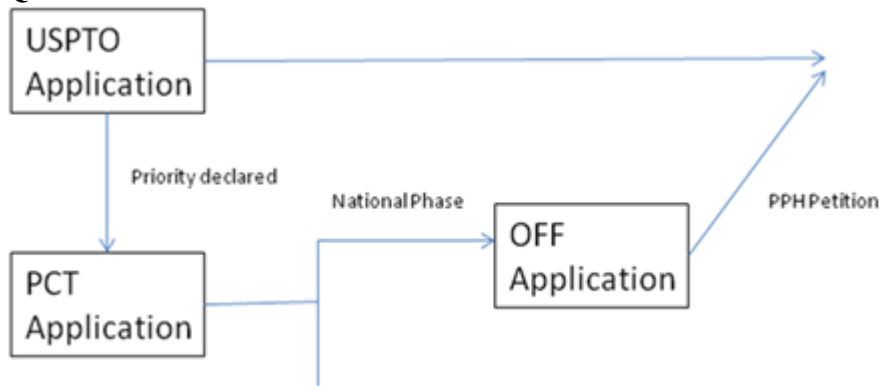 USPTO
Application
Priority declared
National Phase
PPH Petition
OFF
Application
PCT
Application